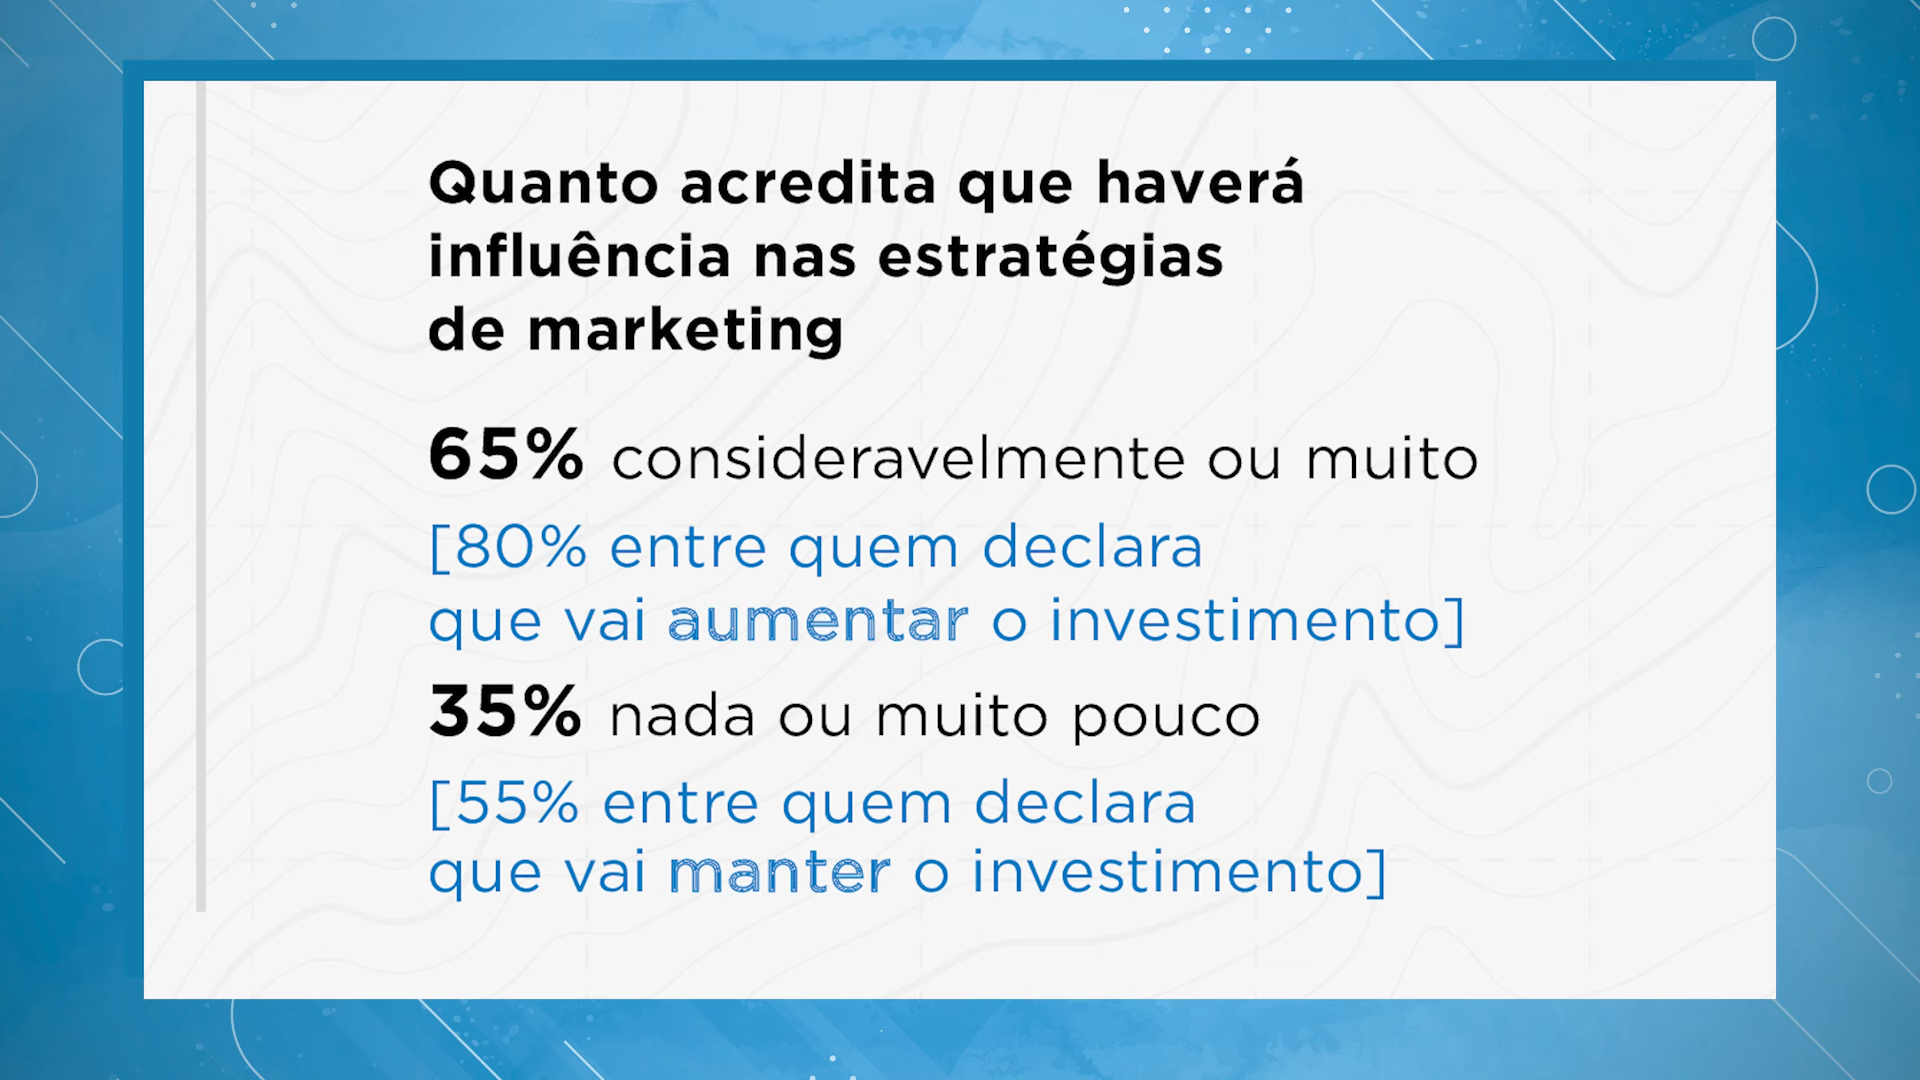 Quanto acredita que haverá
influência nas estratégias
de marketing
65% consideravelmente ou muito
[80% entre quem declara
que vai aumentar o investimento]
35% nada ou muito pouco
[55% entre quem declara
que vai manter o investimento]